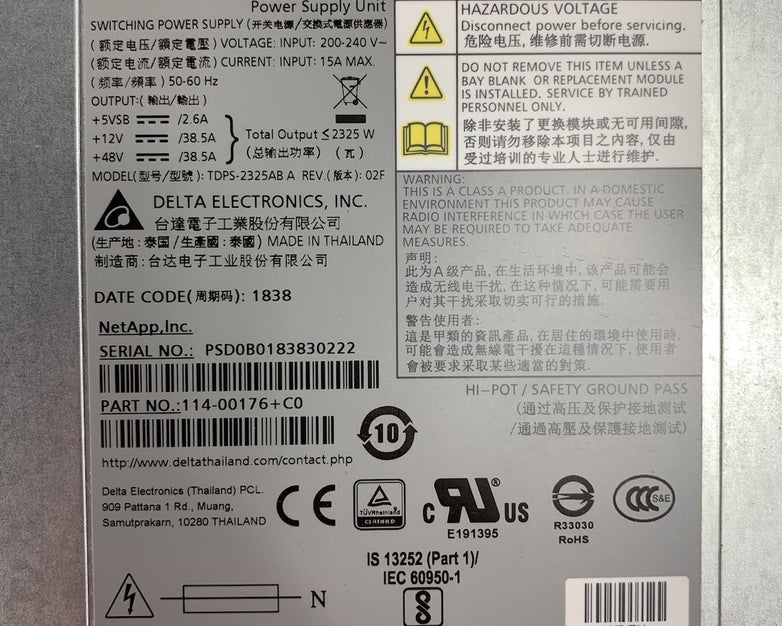 Power Supply Unit
SWITCHING POWER SUPPLY (开关电源/交換式電源供應器)
(额定电压/額定電壓) VOLTAGE: INPUT: 200-240 V~
(额定电流/額定電流) CURRENT: INPUT: 15A MAX.
(频率/頻率) 50-60 Hz
OUTPUT: (输出/輸出)
+5VSB /2.6A
+12V /38.5A
+48V /38.5A
Total Output ≤2325 W
(总输出功率) (瓦)
MODEL(型号/型號): TDPS-2325AB A REV.(版本): 02F
DELTA ELECTRONICS, INC.
台達電子工業股份有限公司
(生产地: 泰国/生產國: 泰國) MADE IN THAILAND
制造商: 台达电子工业股份有限公司
DATE CODE(周期码): 1838
NetApp,Inc.
SERIAL NO.: PSD0B0183830222
PART NO.:114-00176+C0
10
http://www.deltathailand.com/contact.php
Delta Electronics (Thailand) PCL.
909 Pattana 1 Rd., Muang,
Samutprakarn, 10280 THAILAND
CE
TÜVRheinland
CERTIFIED
c RU® US
E191395
R33030
RoHS
CCC S&E
IS 13252 (Part 1)/
IEC 60950-1
N
HAZARDOUS VOLTAGE
Disconnect power before servicing.
危险电压, 维修前需切断电源.
DO NOT REMOVE THIS ITEM UNLESS A
BAY BLANK OR REPLACEMENT MODULE
IS INSTALLED. SERVICE BY TRAINED
PERSONNEL ONLY.
除非安装了更换模块或无可用间隙,
否则请勿移除本项目之内容, 仅由
受过培训的专业人士进行维护.
WARNING:
THIS IS A CLASS A PRODUCT. IN A DOMESTIC
ENVIRONMENT THIS PRODUCT MAY CAUSE
RADIO INTERFERENCE IN WHICH CASE THE USER
MAY BE REQUIRED TO TAKE ADEQUATE
MEASURES.
声明:
此为A级产品, 在生活环境中, 该产品可能会
造成无线电干扰, 在这种情况下, 可能需要用
户对其干扰采取切实可行的措施.
警告使用者:
這是甲類的資訊產品, 在居住的環境中使用時,
可能會造成無線電干擾在這種情況下, 使用者
會被要求采取某些適當的對策.
HI-POT / SAFETY GROUND PASS
(通过高压及保护接地测试
/通過高壓及保護接地測試)